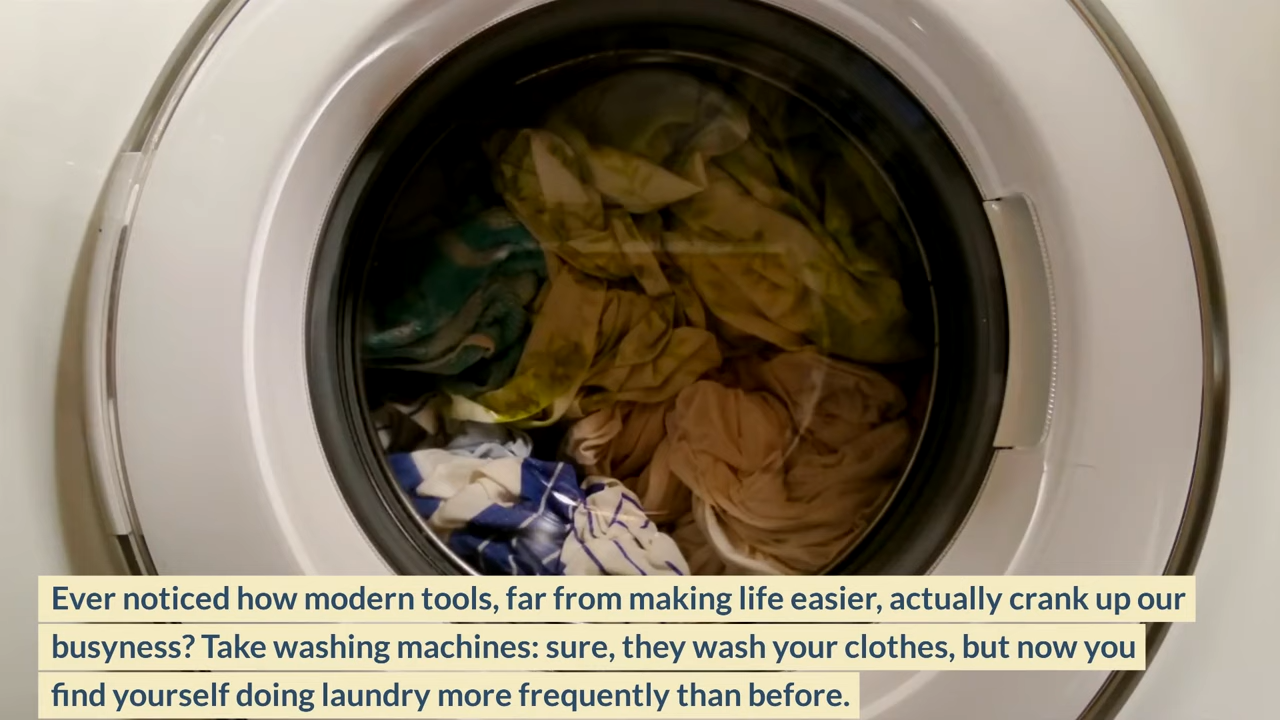 Ever noticed how modern tools, far from making life easier, actually crank up our
busyness? Take washing machines: sure, they wash your clothes, but now you
find yourself doing laundry more frequently than before.